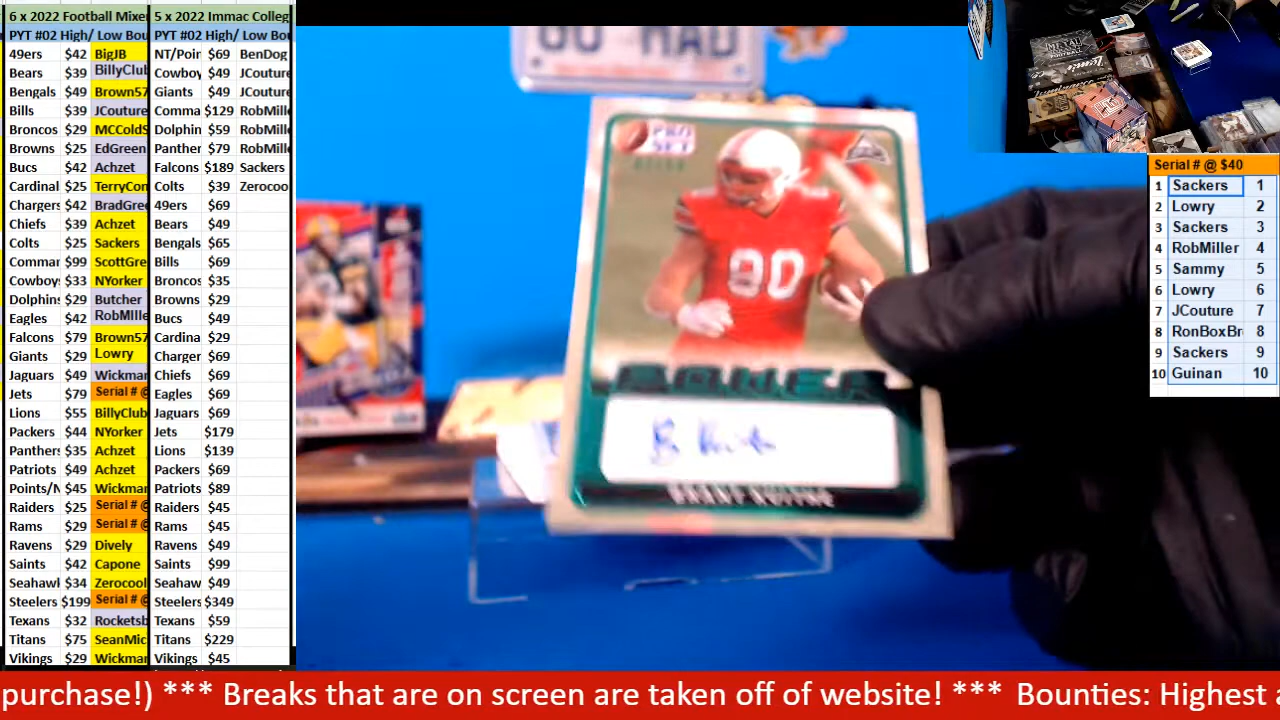 6 x 2022 Football Mixe
5 x 2022 Immac Colleg
PYT #02 High/ Low Bou
PYT #02 High/ Low Bou
49ers $42 BigJB NT/Poin $69 BenDog
Bears $39 BillyClub Cowboy $49 JCouture
Bengals $49 Brown57 Giants $49 JCouture
Bills $39 JCouture Comma $129 RobMille
Broncos $29 MCColdS Dolphin $59 RobMille
Browns $25 EdGreen Panther $79 RobMille
Bucs $42 Achzet Falcons $189 Sackers
Cardinal $25 TerryCon Colts $39 Zerocoo
Chargers $42 BradGree 49ers $69
Chiefs $39 Achzet Bears $49
Colts $25 Sackers Bengals $65
Commar $99 ScottGre Bills $69
Cowboys $33 NYorker Broncos $35
Dolphins $29 Butcher Browns $29
Eagles $42 RobMille Bucs $49
Falcons $79 Brown57 Cardina $29
Giants $29 Lowry Charger $69
Jaguars $49 Wickmar Chiefs $69
Jets $79 Serial # @ Eagles $69
Lions $55 BillyClub Jaguars $69
Packers $44 NYorker Jets $179
Panthers $35 Achzet Lions $139
Patriots $49 Achzet Packers $69
Points/N $45 Wickmar Patriots $89
Raiders $25 Serial # @ Raiders $45
Rams $29 Serial # @ Rams $45
Ravens $29 Dively Ravens $49
Saints $42 Capone Saints $99
Seahawk $34 Zerocool Seahaw $49
Steelers $199 Serial # @ Steelers $349
Texans $32 Rocketsb Texans $59
Titans $75 SeanMic Titans $229
Vikings $29 Wickmar Vikings $45
GO MAD
PRO SET
80
POWER
METAL
Serial # @ $40
1 Sackers 1
2 Lowry 2
3 Sackers 3
4 RobMiller 4
5 Sammy 5
6 Lowry 6
7 JCouture 7
8 RonBoxBr 8
9 Sackers 9
10 Guinan 10
purchase!) *** Breaks that are on screen are taken off of website! *** Bounties: Highest a